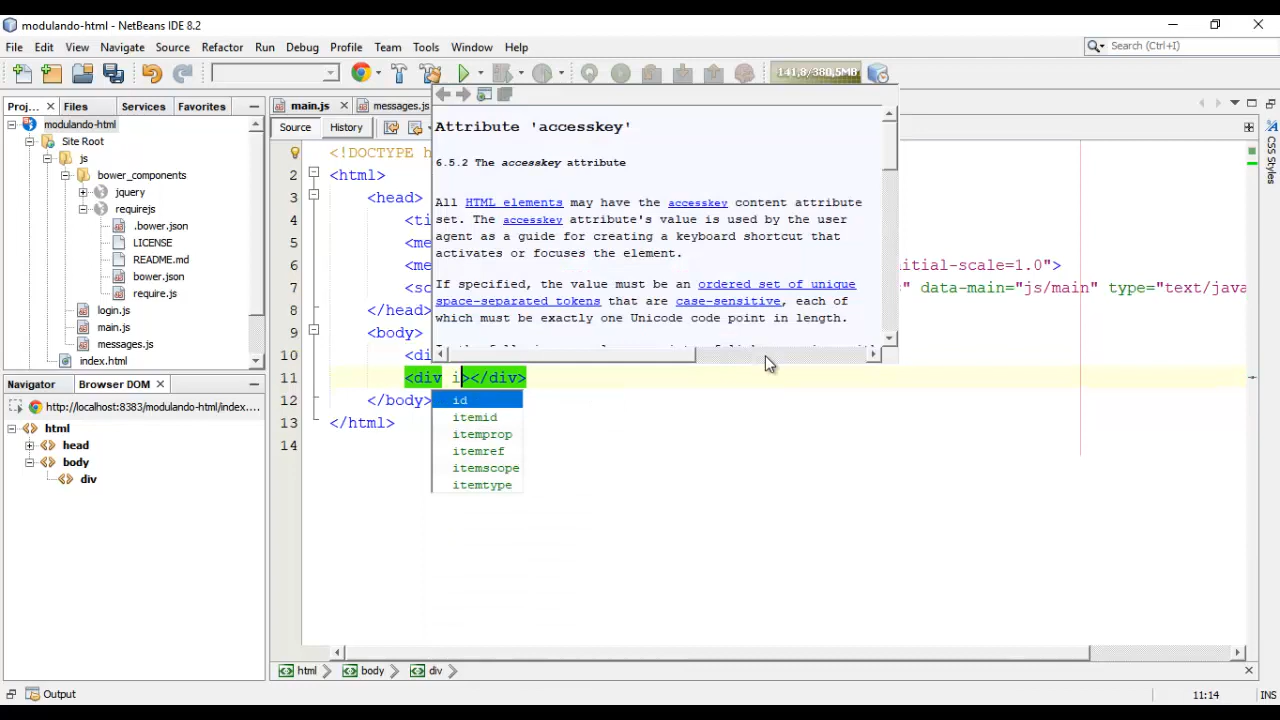 modulando-html - NetBeans IDE 8.2
File Edit View Navigate Source Refactor Run Debug Profile Team Tools Window Help
Search (Ctrl+I)
141,8/380,5MB
Proj... Files Services Favorites
main.js messages.js
Source History
modulando-html
Site Root
js
bower_components
jquery
requirejs
.bower.json
LICENSE
README.md
bower.json
require.js
login.js
main.js
messages.js
index.html
Navigator Browser DOM
http://localhost:8383/modulando-html/index....
html
head
body
div
Attribute 'accesskey'
6.5.2 The accesskey attribute
All HTML elements may have the accesskey content attribute
set. The accesskey attribute's value is used by the user
agent as a guide for creating a keyboard shortcut that
activates or focuses the element.
If specified, the value must be an ordered set of unique
space-separated tokens that are case-sensitive, each of
which must be exactly one Unicode code point in length.
<!DOCTYPE h
2 <html>
3 <head>
4 <ti
5 <me
6 <me nitial-scale=1.0">
7 <sc " data-main="js/main" type="text/java
8 </head>
9 <body>
10 <di
11 <div i></div>
12 </body>
13 </html>
14
id
itemid
itemprop
itemref
itemscope
itemtype
CSS Styles
html body div
Output
11:14 INS